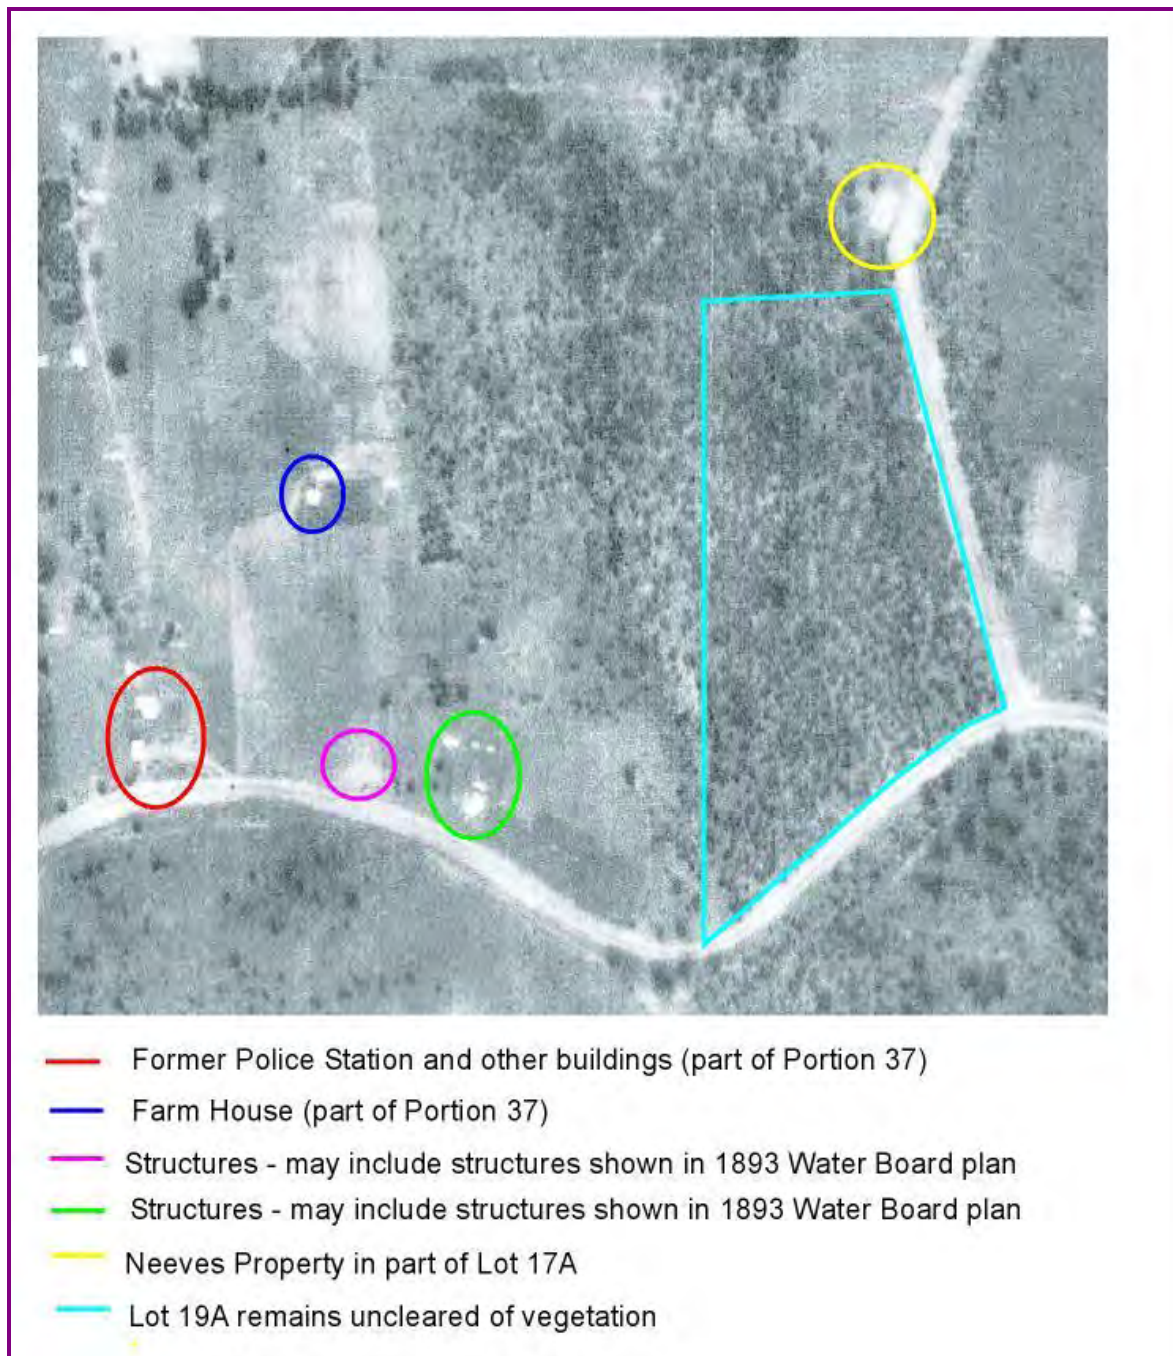 Former Police Station and other buildings (part of Portion 37)
Farm House (part of Portion 37)
Structures - may include structures shown in 1893 Water Board plan
Structures - may include structures shown in 1893 Water Board plan
Neeves Property in part of Lot 17A
Lot 19A remains uncleared of vegetation